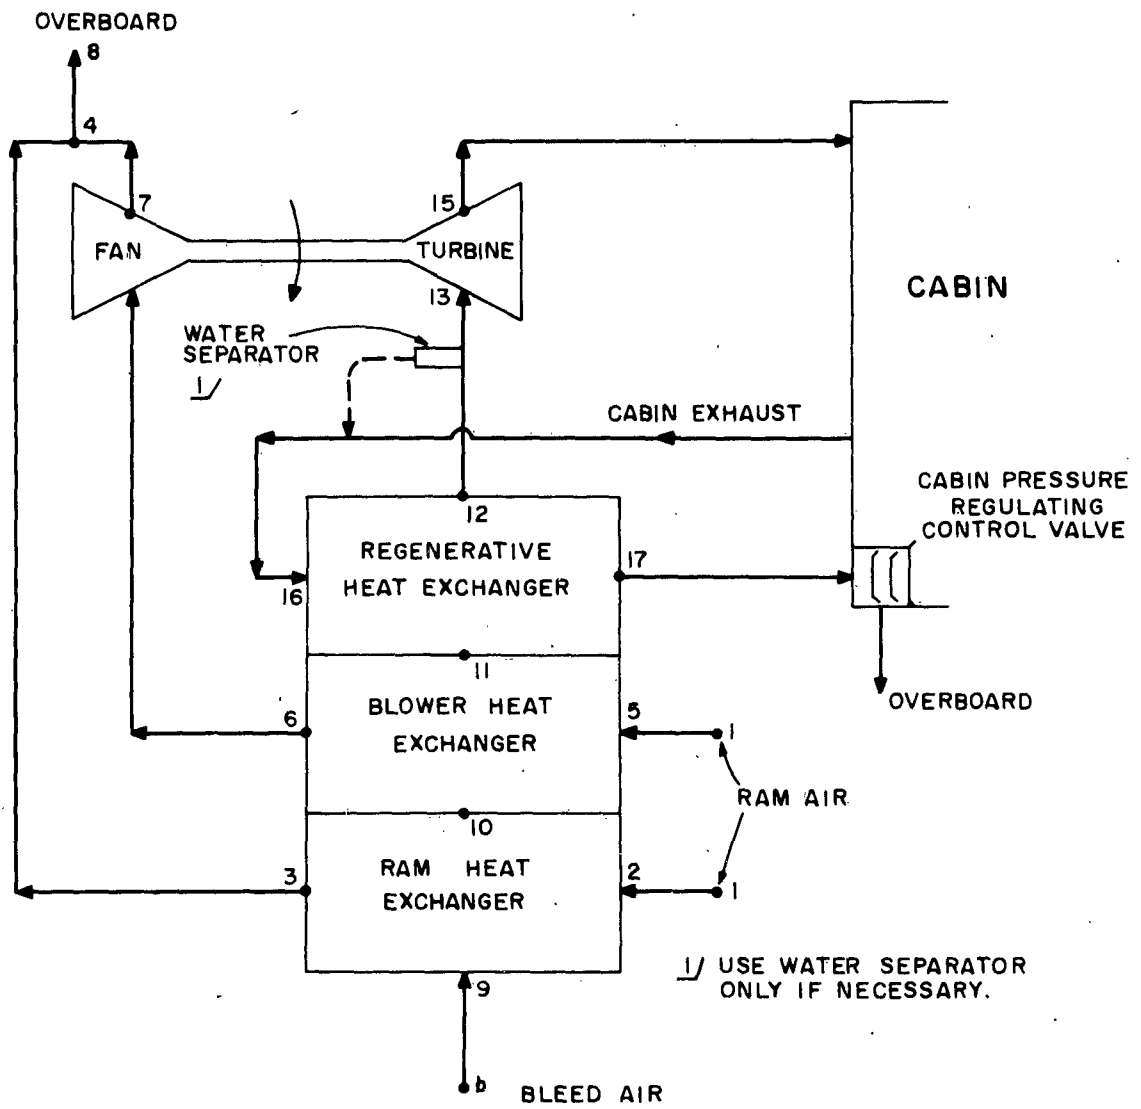 OVERBOARD
8
4
7
15
FAN
TURBINE
13
CABIN
WATER
SEPARATOR
1/
CABIN EXHAUST
CABIN PRESSURE
REGULATING
CONTROL VALVE
12
REGENERATIVE
HEAT EXCHANGER
17
16
11
OVERBOARD
BLOWER HEAT
EXCHANGER
6
5
1
RAM AIR
10
RAM HEAT
EXCHANGER
3
2
1
1/ USE WATER SEPARATOR
ONLY IF NECESSARY.
9
b
BLEED AIR